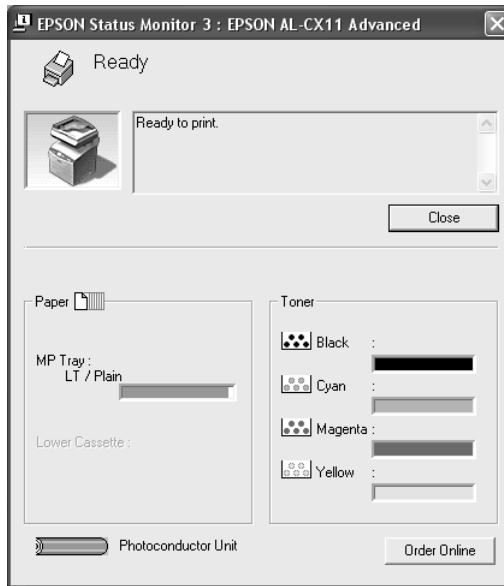 EPSON Status Monitor 3 : EPSON AL-CX11 Advanced
Ready
Ready to print.
Close
Paper
MP Tray :
LT / Plain
Lower Cassette :
Toner
Black :
Cyan :
Magenta :
Yellow :
Photoconductor Unit
Order Online